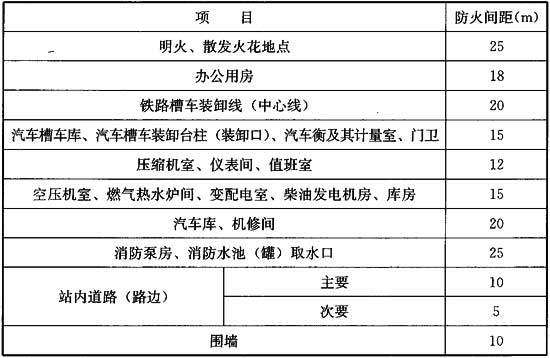 项 目 防火间距(m)
明火、散发火花地点 25
办公用房 18
铁路槽车装卸线(中心线) 20
汽车槽车库、汽车槽车装卸台柱(装卸口)、汽车衡及其计量室、门卫 15
压缩机室、仪表间、值班室 12
空压机室、燃气热水炉间、变配电室、柴油发电机房、库房 15
汽车库、机修间 20
消防泵房、消防水池(罐)取水口 25
站内道路(路边) 主要 10
次要 5
围墙 10